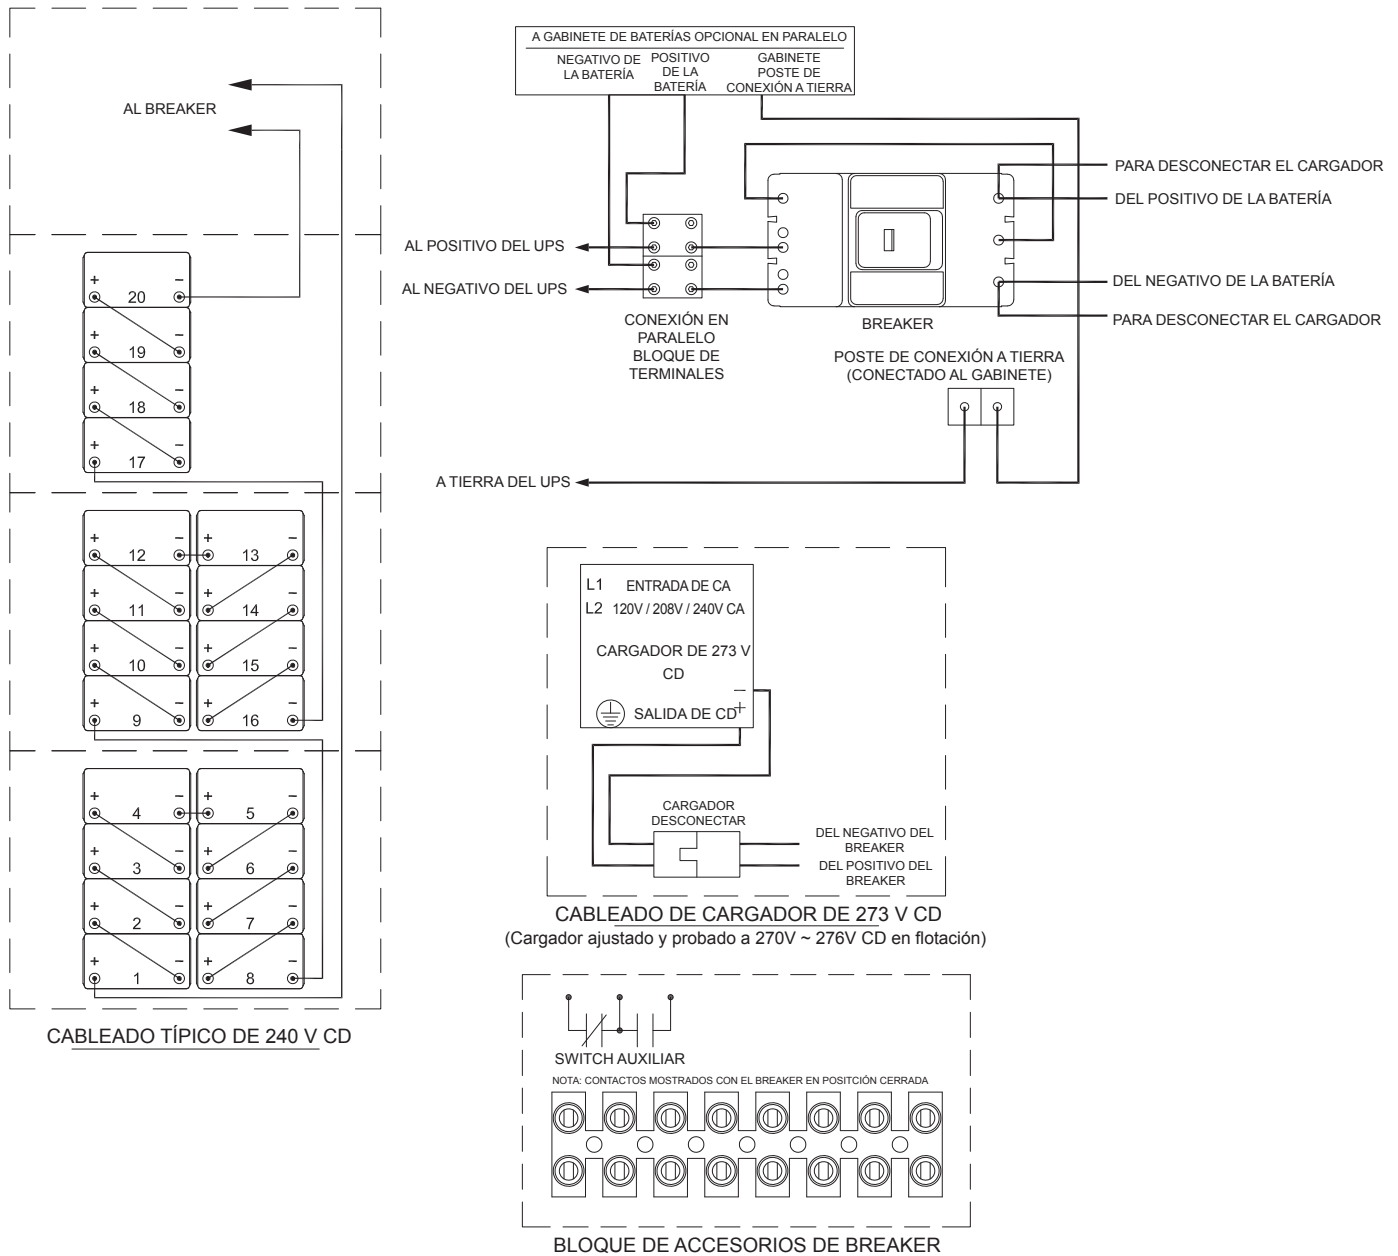 AL BREAKER
+ 20 −
+ 19 −
+ 18 −
+ 17 −
+ 12 − + 13 −
+ 11 − + 14 −
+ 10 − + 15 −
+ 9 − + 16 −
+ 4 − + 5 −
+ 3 − + 6 −
+ 2 − + 7 −
+ 1 − + 8 −
CABLEADO TÍPICO DE 240 V CD
A GABINETE DE BATERÍAS OPCIONAL EN PARALELO
NEGATIVO DE
LA BATERÍA
POSITIVO
DE LA
BATERÍA
GABINETE
POSTE DE
CONEXIÓN A TIERRA
AL POSITIVO DEL UPS
AL NEGATIVO DEL UPS
CONEXIÓN EN
PARALELO
BLOQUE DE
TERMINALES
BREAKER
PARA DESCONECTAR EL CARGADOR
DEL POSITIVO DE LA BATERÍA
DEL NEGATIVO DE LA BATERÍA
PARA DESCONECTAR EL CARGADOR
POSTE DE CONEXIÓN A TIERRA
(CONECTADO AL GABINETE)
A TIERRA DEL UPS
L1 ENTRADA DE CA
L2 120V / 208V / 240V CA
CARGADOR DE 273 V
CD
−
SALIDA DE CD +
CARGADOR
DESCONECTAR
DEL NEGATIVO DEL
BREAKER
DEL POSITIVO DEL
BREAKER
CABLEADO DE CARGADOR DE 273 V CD
(Cargador ajustado y probado a 270V ~ 276V CD en flotación)
SWITCH AUXILIAR
NOTA: CONTACTOS MOSTRADOS CON EL BREAKER EN POSITCIÓN CERRADA
BLOQUE DE ACCESORIOS DE BREAKER